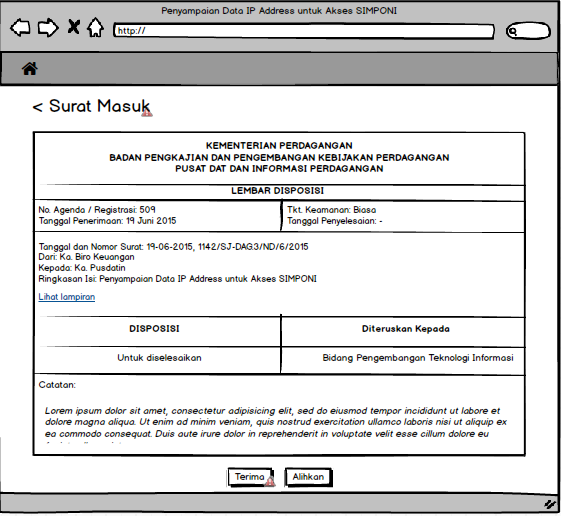 Penyampaian Data IP Address untuk Akses SIMPONI
http://
< Surat Masuk
KEMENTERIAN PERDAGANGAN
BADAN PENGKAJIAN DAN PENGEMBANGAN KEBIJAKAN PERDAGANGAN
PUSAT DAT DAN INFORMASI PERDAGANGAN
LEMBAR DISPOSISI
No. Agenda / Registrasi: 509
Tanggal Penerimaan: 19 Juni 2015
Tkt. Keamanan: Biasa
Tanggal Penyelesaian: -
Tanggal dan Nomor Surat: 19-06-2015, 1142/SJ-DAG.3/ND/6/2015
Dari: Ka. Biro Keuangan
Kepada: Ka. Pusdatin
Ringkasan Isi: Penyampaian Data IP Address untuk Akses SIMPONI
Lihat lampiran
DISPOSISI
Diteruskan Kepada
Untuk diselesaikan
Bidang Pengembangan Teknologi Informasi
Catatan:
Lorem ipsum dolor sit amet, consectetur adipisicing elit, sed do eiusmod tempor incididunt ut labore et
dolore magna aliqua. Ut enim ad minim veniam, quis nostrud exercitation ullamco laboris nisi ut aliquip ex
ea commodo consequat. Duis aute irure dolor in reprehenderit in voluptate velit esse cillum dolore eu
Terima
Alihkan